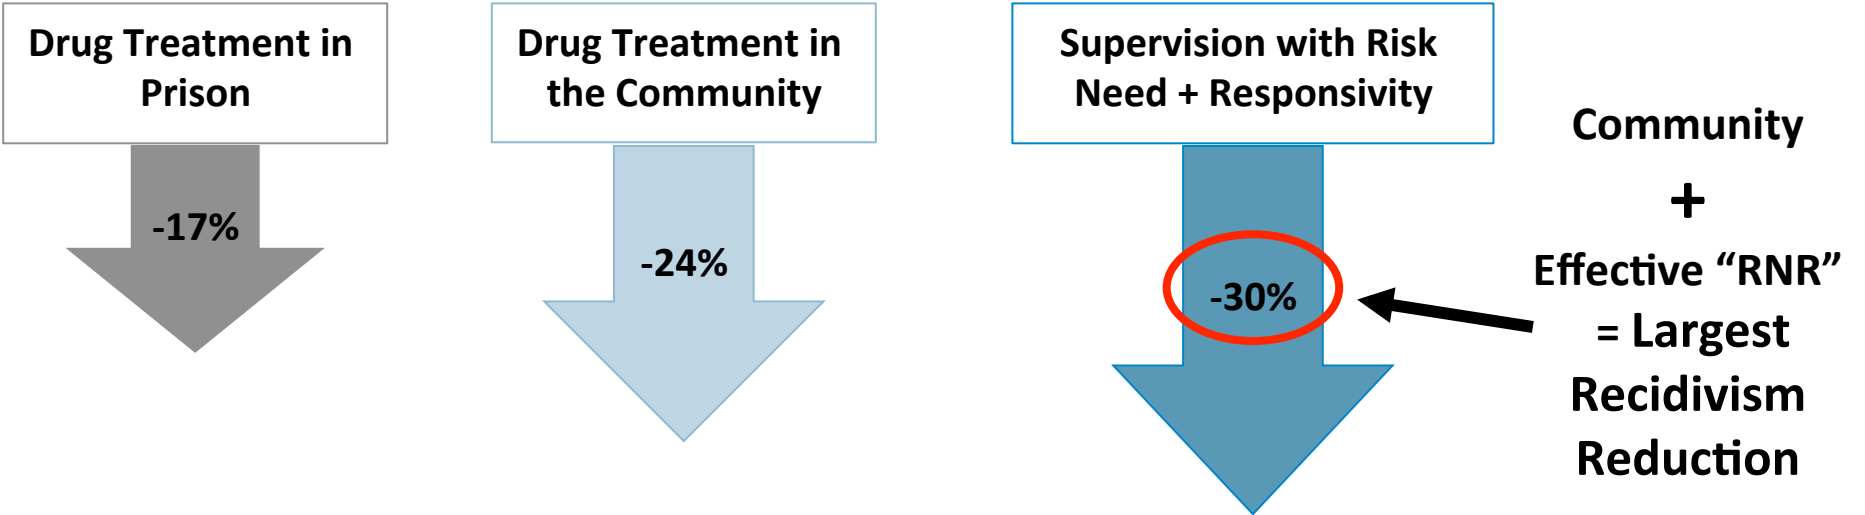 Drug Treatment in
Prison
-17%
Drug Treatment in
the Community
-24%
Supervision with Risk
Need + Responsivity
-30%
Community
+
Effective “RNR”
= Largest
Recidivism
Reduction